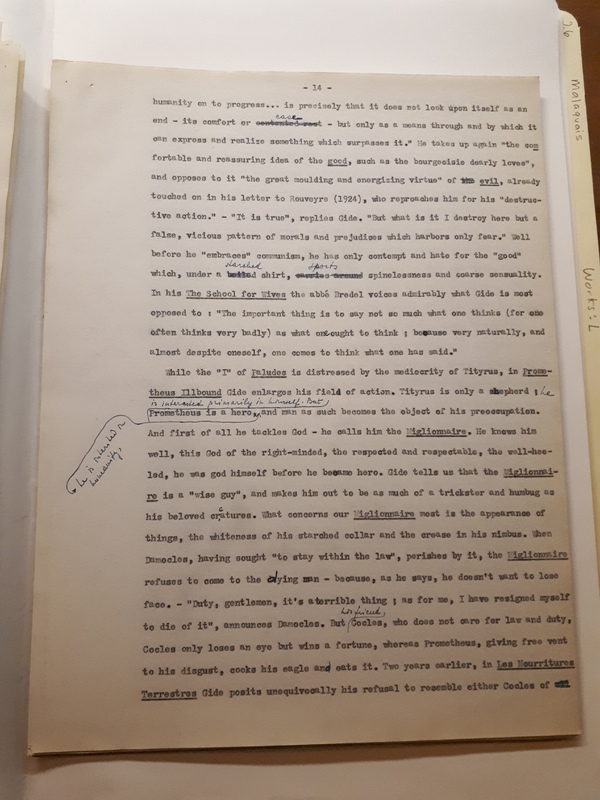 - 14 -
humanity on to progress... is precisely that it does not look upon itself as an
ease
end - its comfort or contented rest - but only as a means through and by which it
can express and realize something which surpasses it." He takes up again "the com
fortable and reassuring idea of the good, such as the bourgeoisie dearly loves",
and opposes to it "the great moulding and energizing virtue" of the evil, already
touched on in his letter to Rouveyre (1924), who reproaches him for his "destruc-
tive action." - "It is true", replies Gide. "But what is it I destroy here but a
false, vicious pattern of morals and prejudices which harbors only fear." Well
before he "embraces" communism, he has only contempt and hate for the "good"
starched sports
which, under a boiled shirt, carries around spinelessness and coarse sensuality.
In his The School for Wives the abbé Bredel voices admirably what Gide is most
opposed to : "The important thing is to say not so much what one thinks (for one
often thinks very badly) as what one ought to think ; because very naturally, and
almost despite oneself, one comes to think what one has said."
While the "I" of Paludes is distressed by the mediocrity of Tityrus, in Prome-
theus Illbound Gide enlarges his field of action. Tityrus is only a shepherd ; he
is interested primarily in himself. But,
Prometheus is a hero, and man as such becomes the object of his preoccupation.
he is interested in
humanity,
And first of all he tackles God - he calls him the Miglionnaire. He knows him
well, this God of the right-minded, the respected and respectable, the well-hee-
led, he was god himself before he became hero. Gide tells us that the Miglionnai-
re is a "wise guy", and makes him out to be as much of a trickster and humbug as
his beloved creatures. What concerns our Miglionnaire most is the appearance of
things, the whiteness of his starched collar and the crease in his nimbus. When
Damocles, having sought "to stay within the law", perishes by it, the Miglionnaire
refuses to come to the dying man - because, as he says, he doesn't want to lose
face. - "Duty, gentlemen, it's a terrible thing ; as for me, I have resigned myself
his friend,
to die of it", announces Damocles. But Cocles, who does not care for law and duty,
Cocles only loses an eye but wins a fortune, whereas Prometheus, giving free vent
to his disgust, cooks his eagle and eats it. Two years earlier, in Les Nourritures
Terrestres Gide posits unequivocally his refusal to resemble either Cocles of
7.6
Malaquais
Works: L